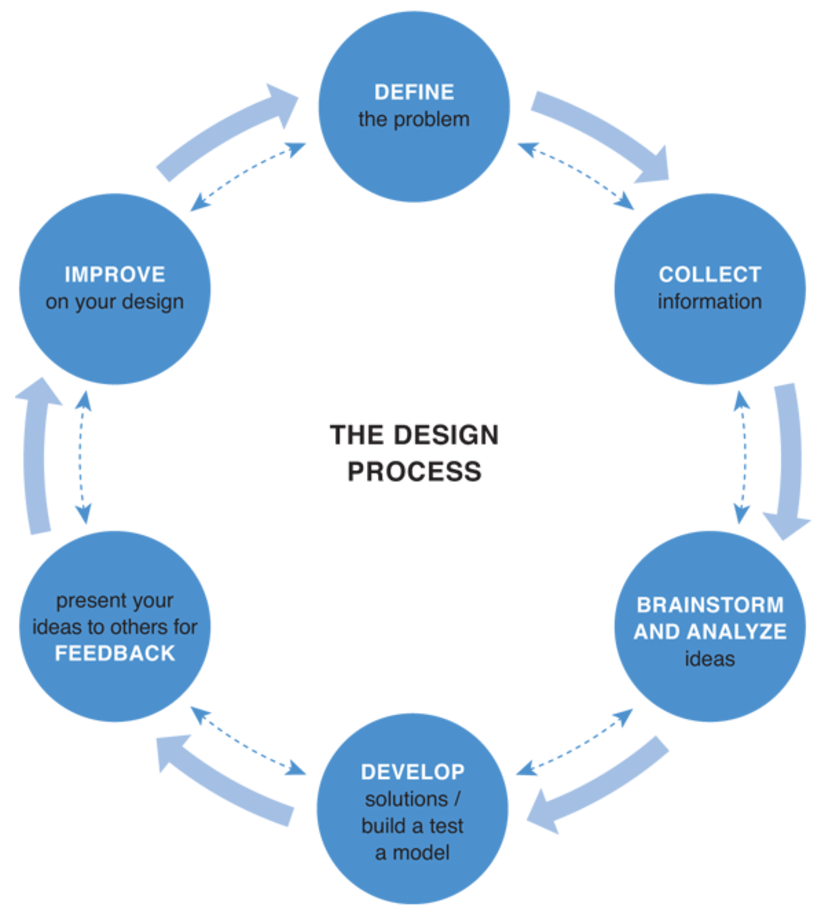 DEFINE
the problem
COLLECT
information
BRAINSTORM
AND ANALYZE
ideas
DEVELOP
solutions /
build a test
a model
present your
ideas to others for
FEEDBACK
IMPROVE
on your design
THE DESIGN
PROCESS